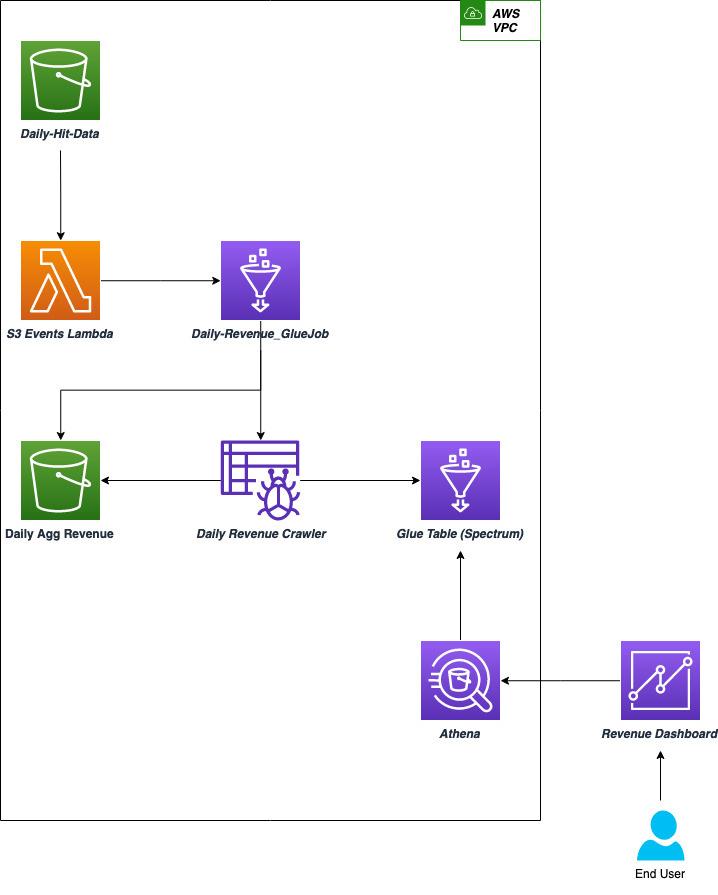 AWS
VPC
Daily-Hit-Data
S3 Events Lambda
Daily-Revenue_GlueJob
Daily Agg Revenue
Daily Revenue Crawler
Glue Table (Spectrum)
Athena
Revenue Dashboard
End User